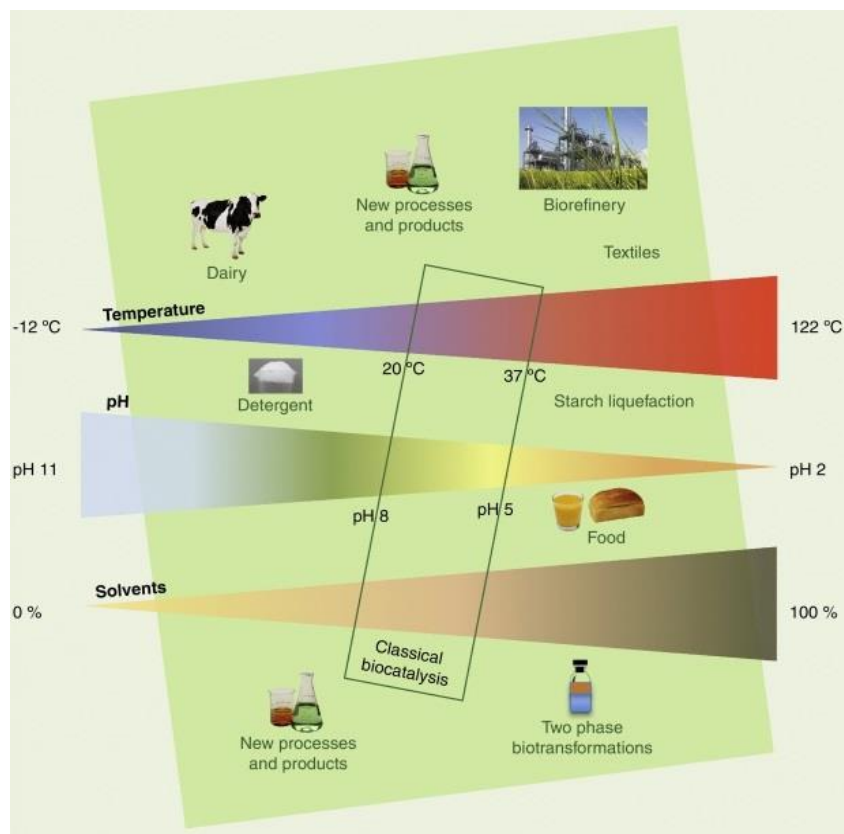 New processes
and products
Biorefinery
Dairy
Textiles
Temperature
-12 ºC
122 ºC
20 ºC
37 ºC
Detergent
Starch liquefaction
pH
pH 11
pH 2
pH 8
pH 5
Food
Solvents
0 %
100 %
Classical
biocatalysis
New processes
and products
Two phase
biotransformations